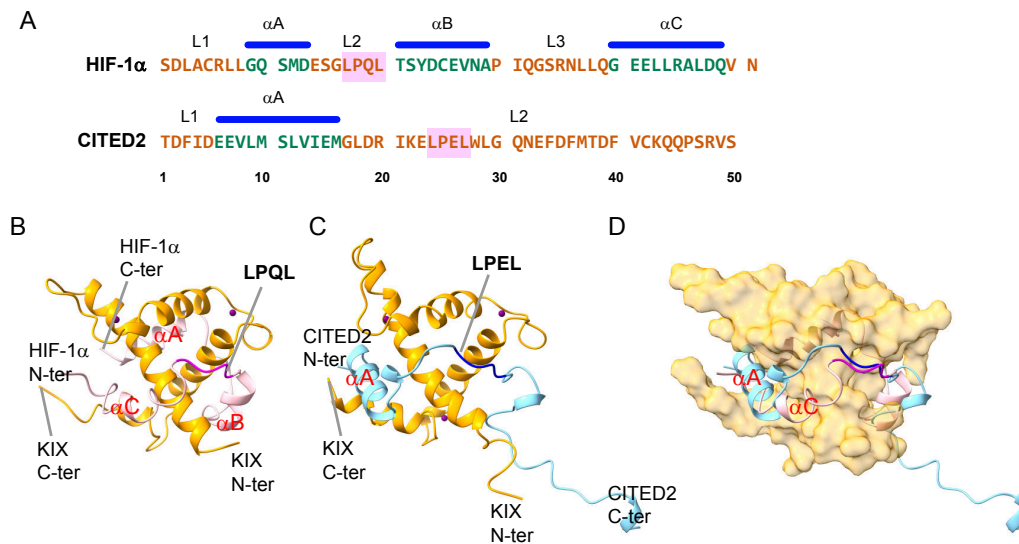 A
αA αB αC
L1 L2 L3
HIF-1α SDLACRLLGQ SMDESGLPQL TSYDCEVNAP IQGSRNLLQG EELLRALDQV N
αA
L1 L2
CITED2 TDFIDEEVLM SLVIEMGLDR IKELPELWLG QNEFDFMTDF VCKQQPSRVS
1 10 20 30 40 50
B
HIF-1α
C-ter
LPQL
αA
HIF-1α
N-ter
αC
αB
KIX
C-ter
KIX
N-ter
C
LPEL
CITED2
N-ter
αA
KIX
C-ter
KIX
N-ter
CITED2
C-ter
D
αA
αC